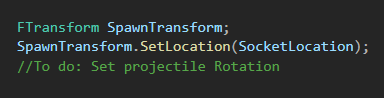 FTransform SpawnTransform;
SpawnTransform.SetLocation(SocketLocation);
//To do: Set projectile Rotation